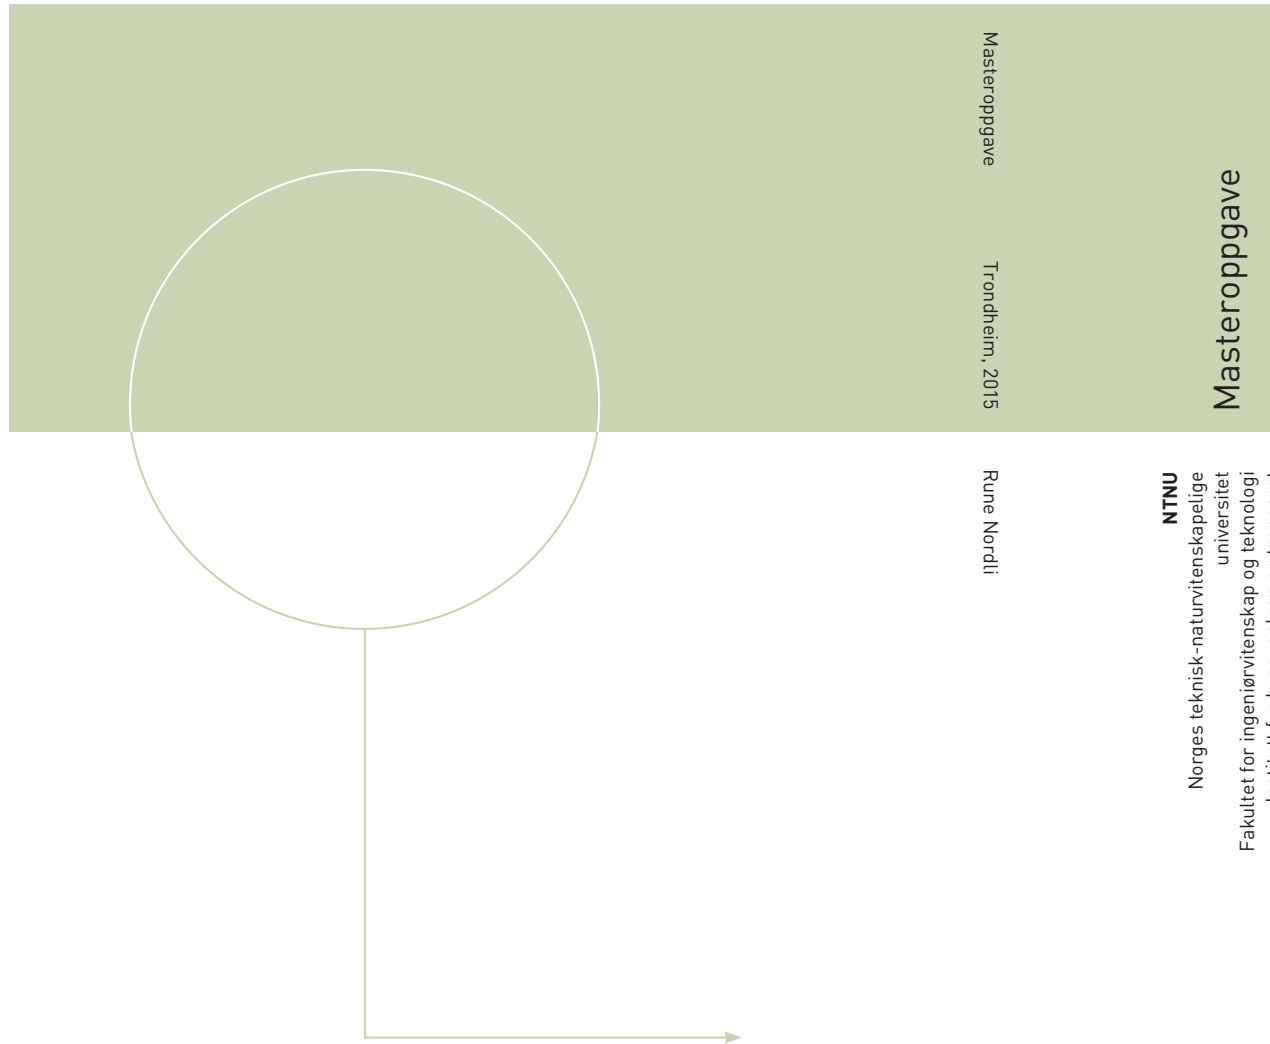 Masteroppgave
Trondheim, 2015
Rune Nordli
Masteroppgave
NTNU
Norges teknisk-naturvitenskapelige
universitet
Fakultet for ingeniørvitenskap og teknologi